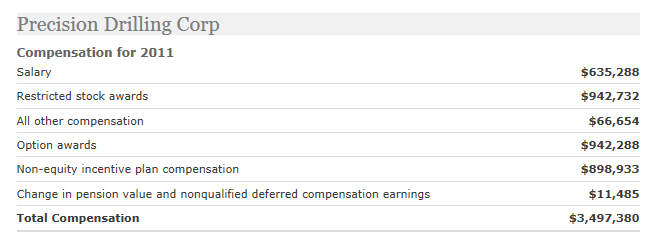 Precision Drilling Corp
Compensation for 2011
Salary $635,288
Restricted stock awards $942,732
All other compensation $66,654
Option awards $942,288
Non-equity incentive plan compensation $898,933
Change in pension value and nonqualified deferred compensation earnings $11,485
Total Compensation $3,497,380